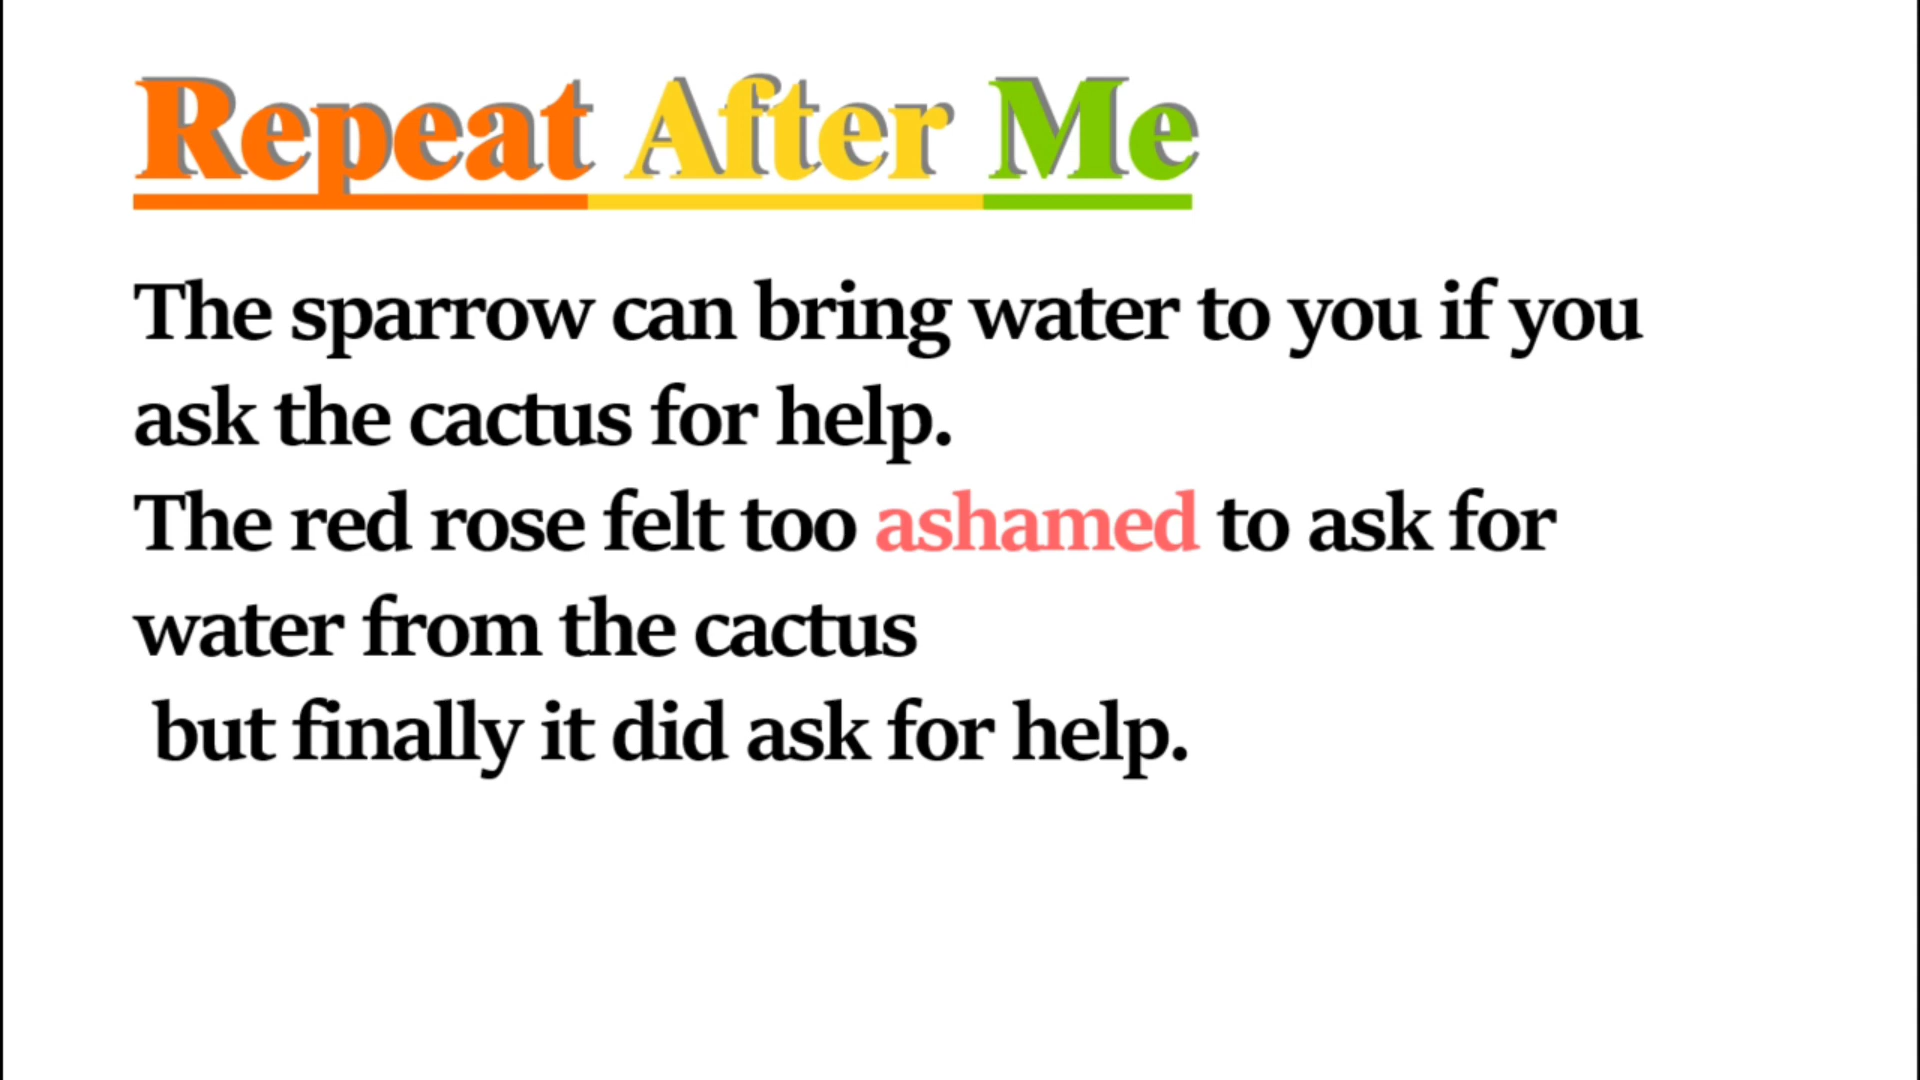 Repeat After Me
The sparrow can bring water to you if you
ask the cactus for help.
The red rose felt too ashamed to ask for
water from the cactus
but finally it did ask for help.